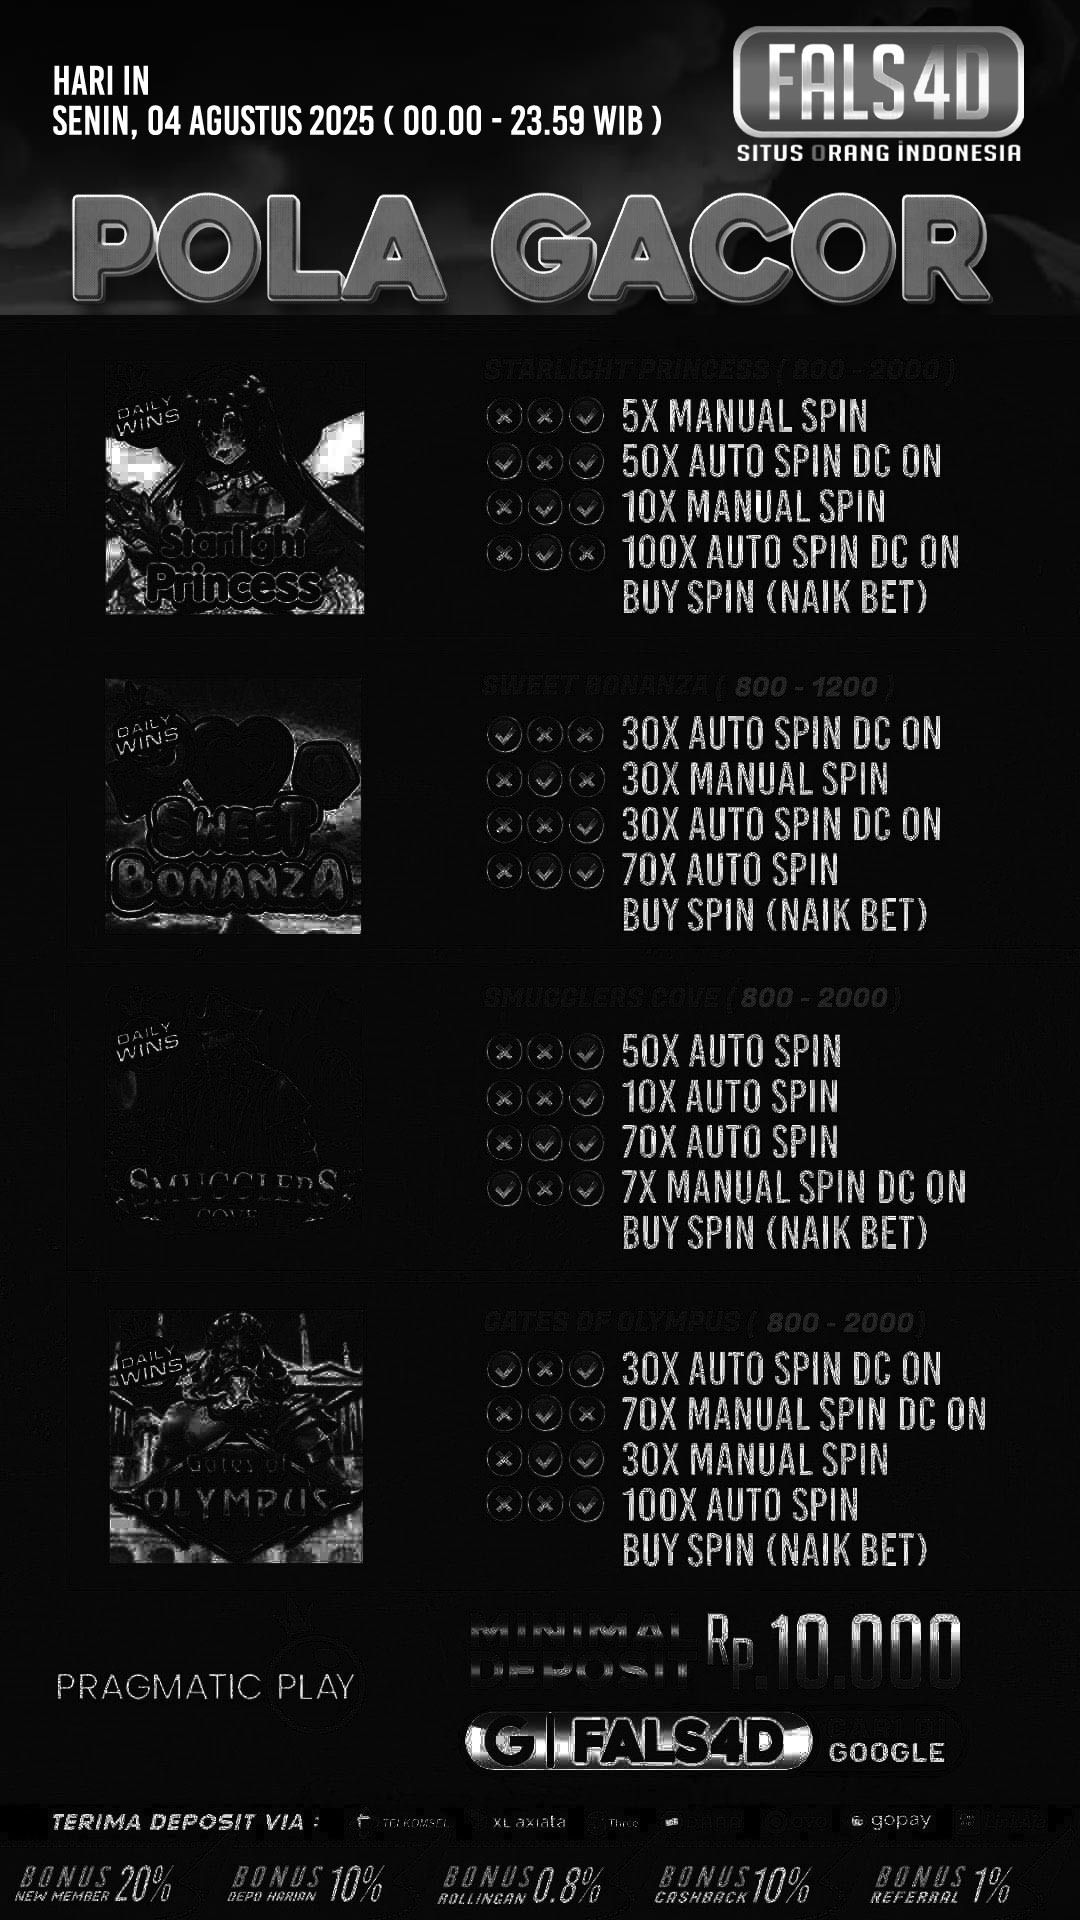 HARI IN
SENIN, 04 AGUSTUS 2025 ( 00.00 - 23.59 WIB )
FALS4D
SITUS ORANG INDONESIA
POLA GACOR
DAILY
WINS
Starlight
Princess
STARLIGHT PRINCESS ( 800 - 2000 )
5X MANUAL SPIN
50X AUTO SPIN DC ON
10X MANUAL SPIN
100X AUTO SPIN DC ON
BUY SPIN (NAIK BET)
DAILY
WINS
SWEET
BONANZA
SWEET BONANZA ( 800 - 1200 )
30X AUTO SPIN DC ON
30X MANUAL SPIN
30X AUTO SPIN DC ON
70X AUTO SPIN
BUY SPIN (NAIK BET)
DAILY
WINS
SMUGGLERS
COVE
SMUGGLERS COVE ( 800 - 2000 )
50X AUTO SPIN
10X AUTO SPIN
70X AUTO SPIN
7X MANUAL SPIN DC ON
BUY SPIN (NAIK BET)
DAILY
WINS
Gates of
OLYMPUS
GATES OF OLYMPUS ( 800 - 2000 )
30X AUTO SPIN DC ON
70X MANUAL SPIN DC ON
30X MANUAL SPIN
100X AUTO SPIN
BUY SPIN (NAIK BET)
PRAGMATIC PLAY
MINIMAL
DEPOSIT
RP.10.000
G | FALS4D
CARI DI
GOOGLE
TERIMA DEPOSIT VIA :
TELKOMSEL
XL axiata
Three
gopay
BONUS
NEW MEMBER 20%
BONUS
DEPO HARIAN 10%
BONUS
ROLLINGAN 0.8%
BONUS
CASHBACK 10%
BONUS
REFERRAL 1%